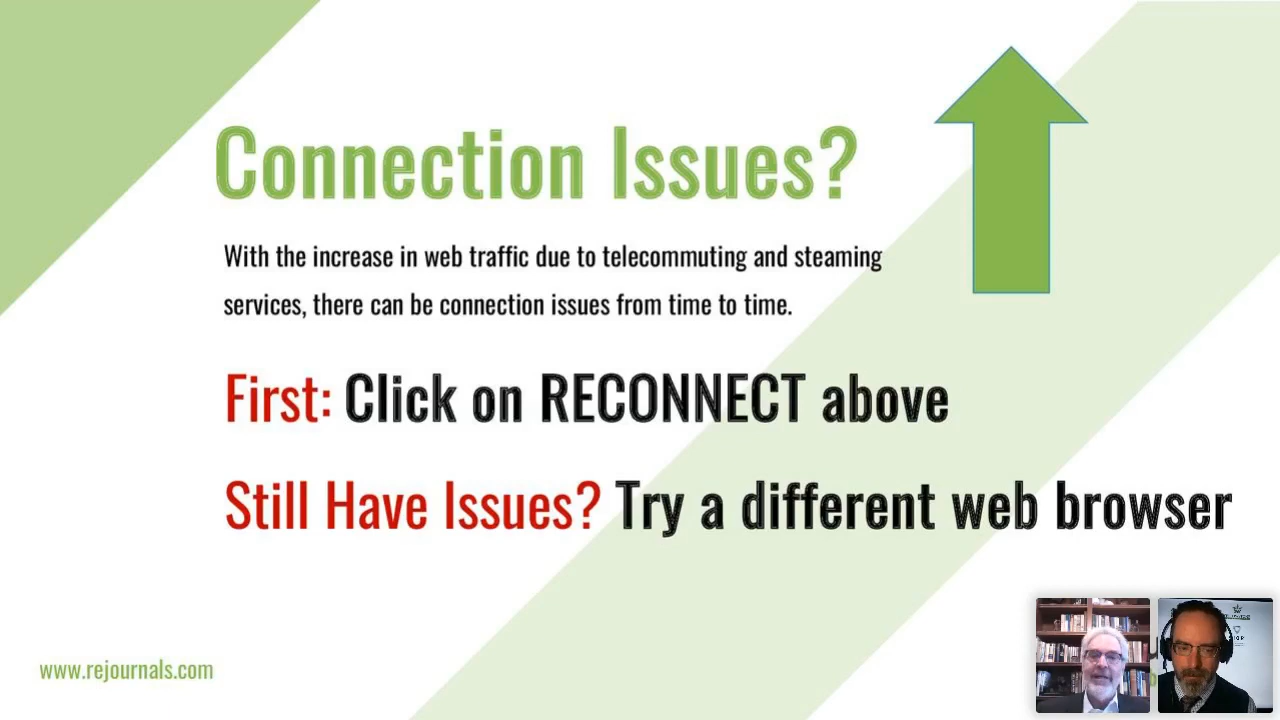 Connection Issues?
With the increase in web traffic due to telecommuting and steaming
services, there can be connection issues from time to time.
First: Click on RECONNECT above
Still Have Issues? Try a different web browser
www.rejournals.com